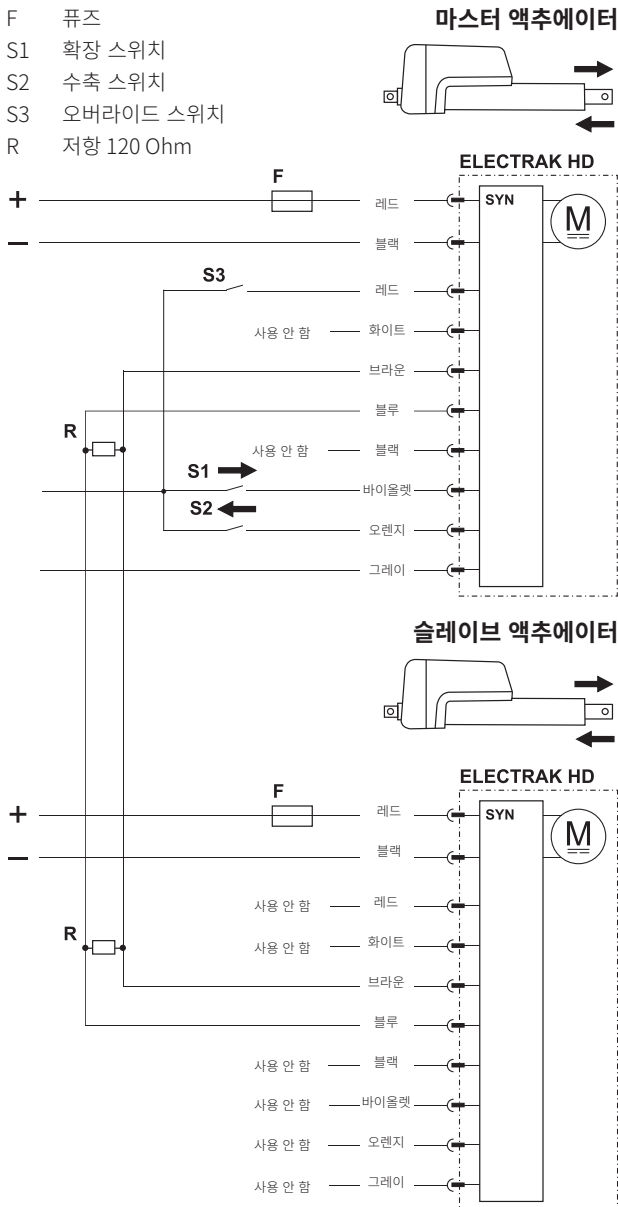 F 퓨즈
S1 확장 스위치
S2 수축 스위치
S3 오버라이드 스위치
R 저항 120 Ohm
마스터 액추에이터
ELECTRAK HD
+ F 레드 SYN M
− 블랙
S3 레드
사용 안 함 화이트
브라운
블루
R 사용 안 함 블랙
S1 바이올렛
S2 오렌지
그레이
슬레이브 액추에이터
ELECTRAK HD
+ F 레드 SYN M
− 블랙
사용 안 함 레드
R 사용 안 함 화이트
브라운
블루
사용 안 함 블랙
사용 안 함 바이올렛
사용 안 함 오렌지
사용 안 함 그레이